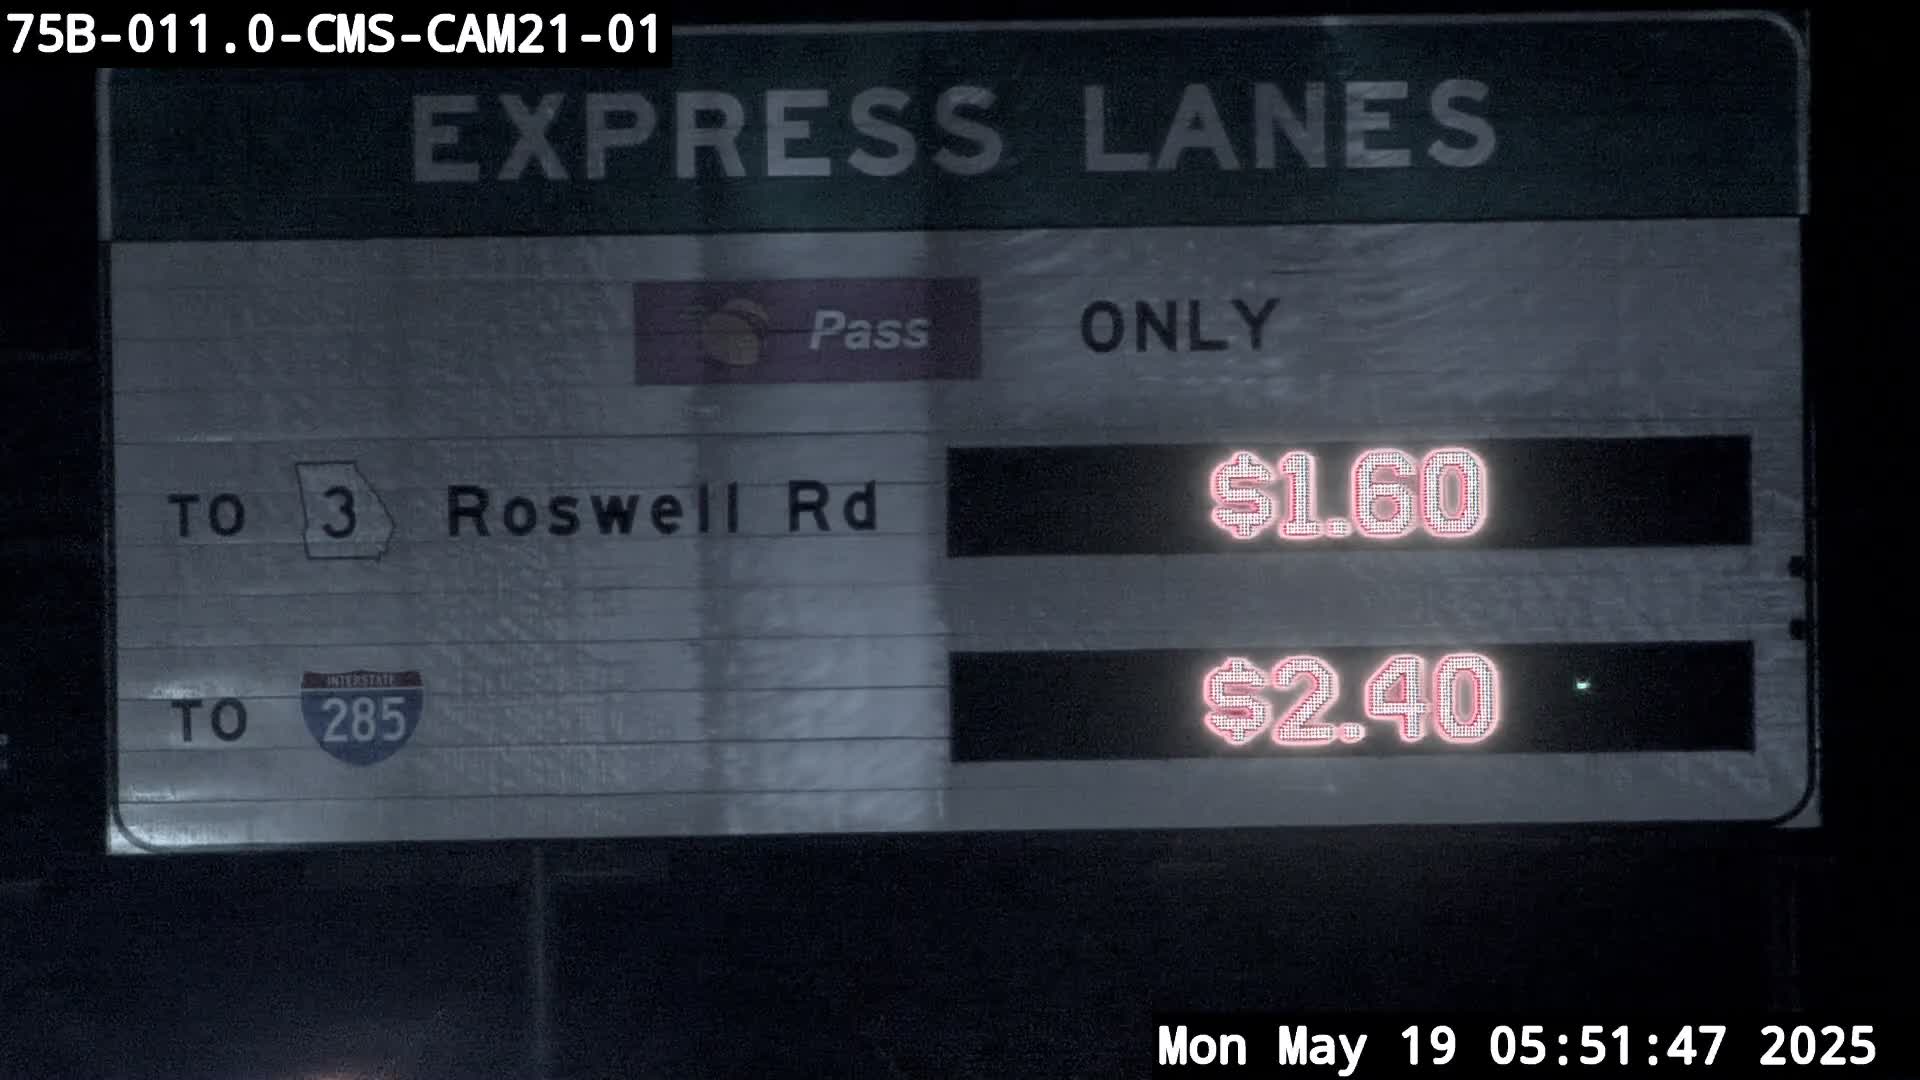 75B-011.0-CMS-CAM21-01
EXPRESS LANES
Pass ONLY
TO 3 Roswell Rd $1.60
INTERSTATE
TO 285 $2.40
Mon May 19 05:51:47 2025